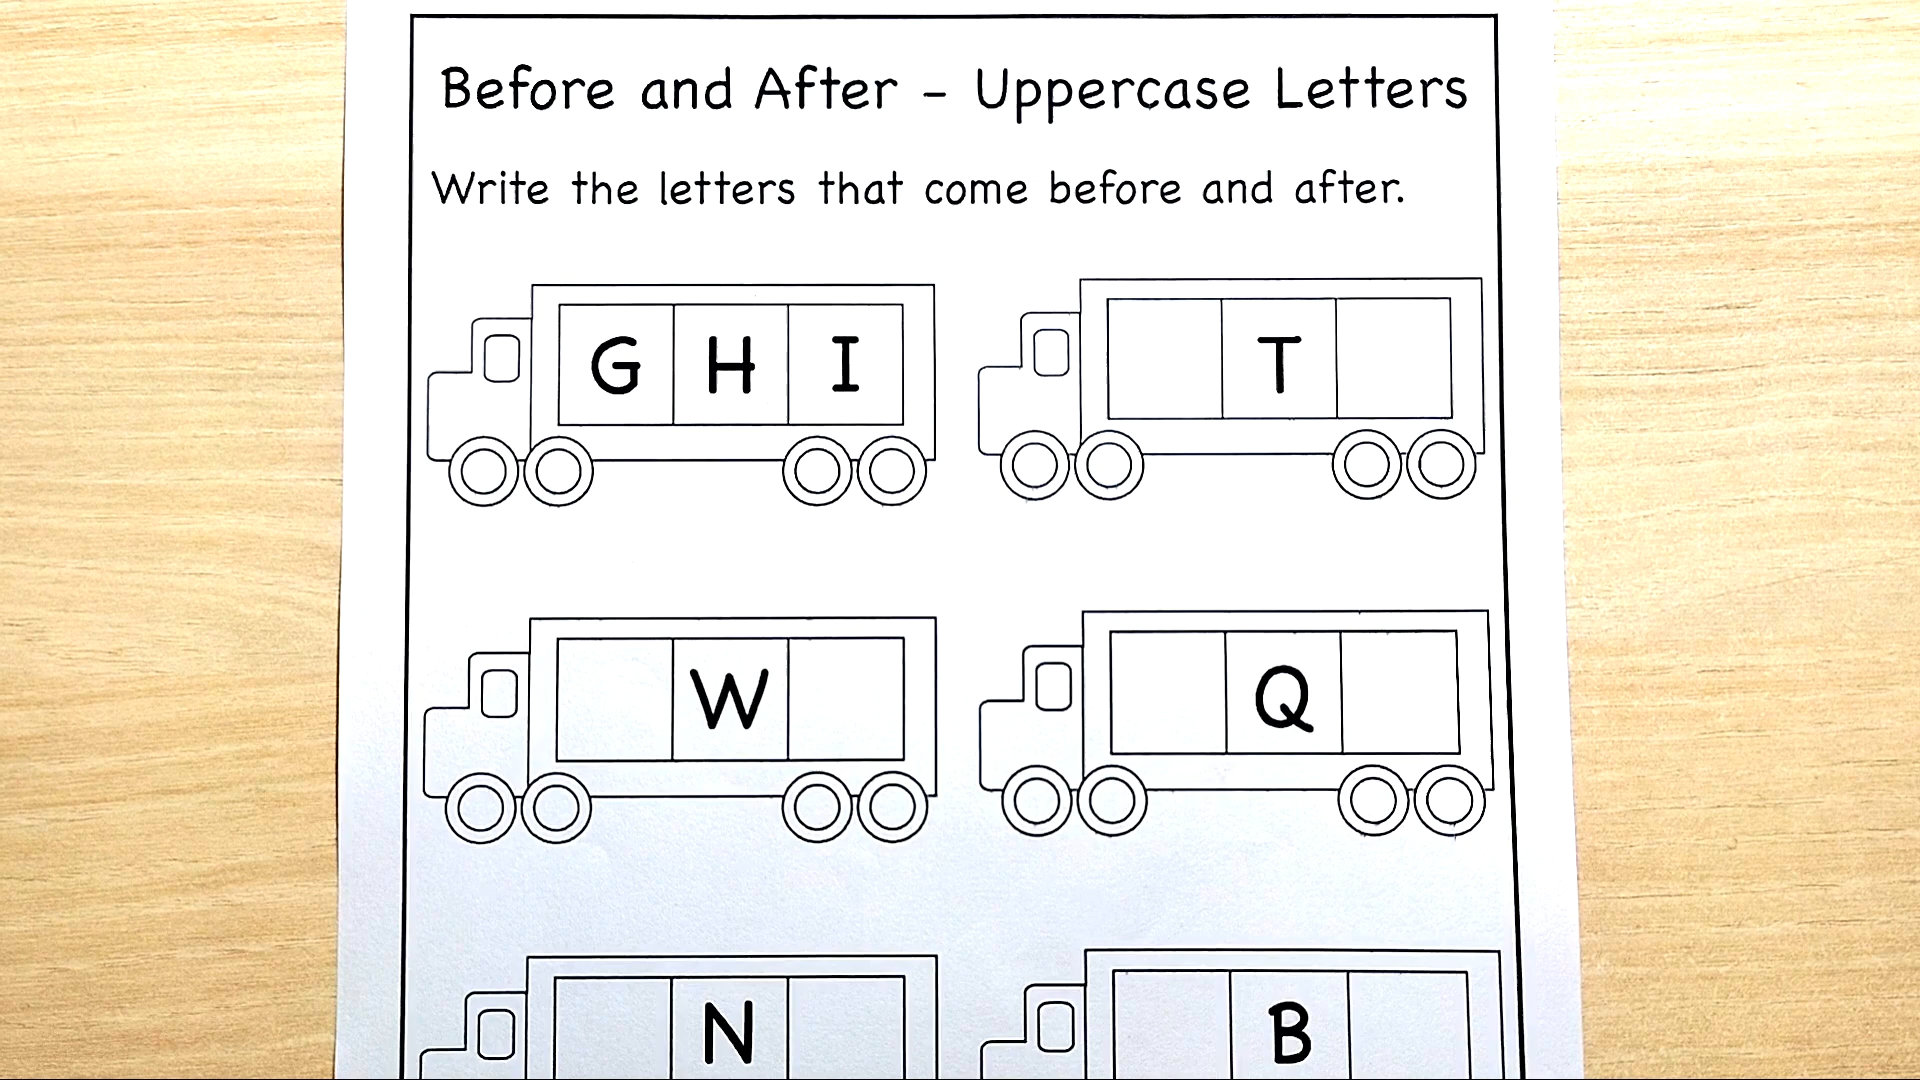 Before and After - Uppercase Letters
Write the letters that come before and after.
G H I
T
W
Q
N
B